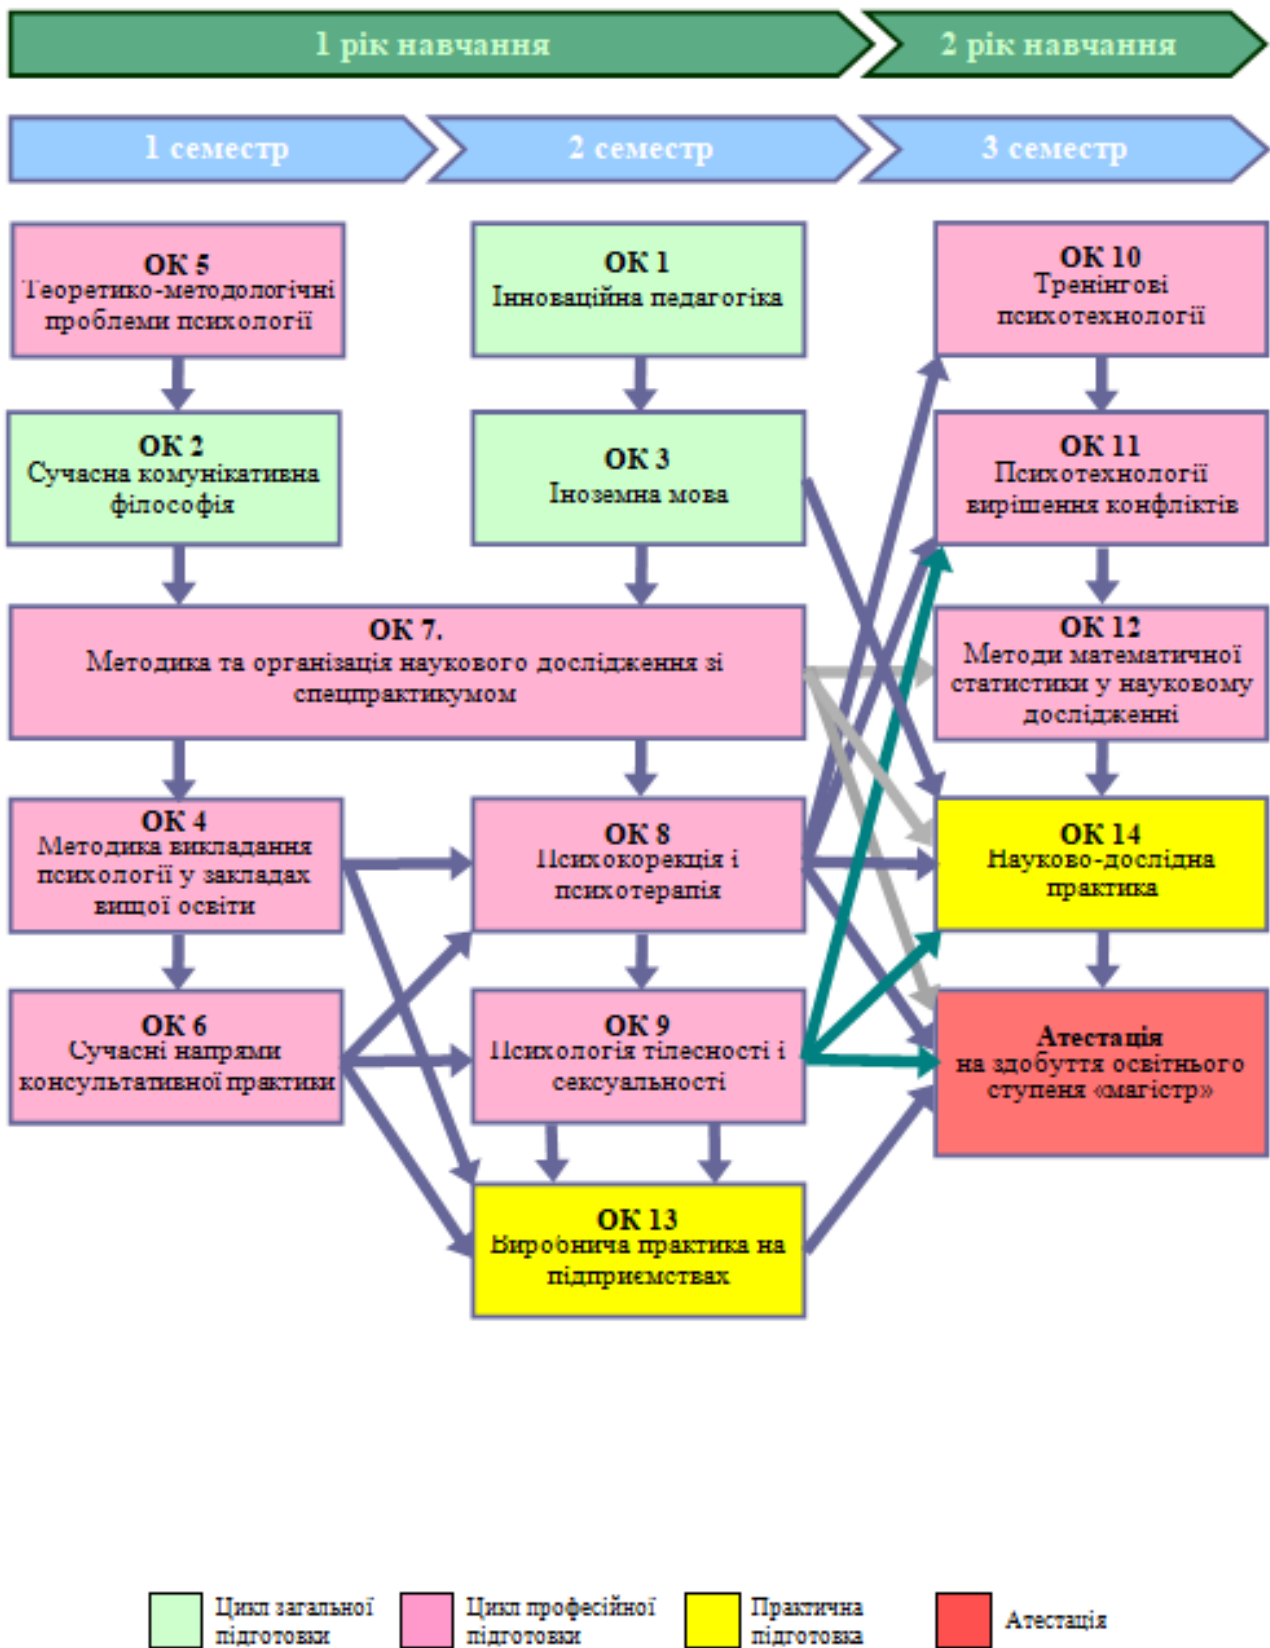 1 рік навчання
2 рік навчання
1 семестр
2 семестр
3 семестр
ОК 5
Теоретико-методологічні
проблеми психології
ОК 1
Інноваційна педагогіка
ОК 10
Тренінгові
психотехнології
ОК 2
Сучасна комунікативна
філософія
ОК 3
Іноземна мова
ОК 11
Психотехнології
вирішення конфліктів
ОК 7.
Методика та організація наукового дослідження зі
спецпрактикумом
ОК 12
Методи математичної
статистики у науковому
дослідженні
ОК 4
Методика викладання
психології у закладах
вищої освіти
ОК 8
Психокорекція і
психотерапія
ОК 14
Науково-дослідна
практика
ОК 6
Сучасні напрями
консультативної практики
ОК 9
Психологія тілесності і
сексуальності
Атестація
на здобуття освітнього
ступеня «магістр»
ОК 13
Виробнича практика на
підприємствах
Цикл загальної
підготовки
Цикл професійної
підготовки
Практична
підготовка
Атестація